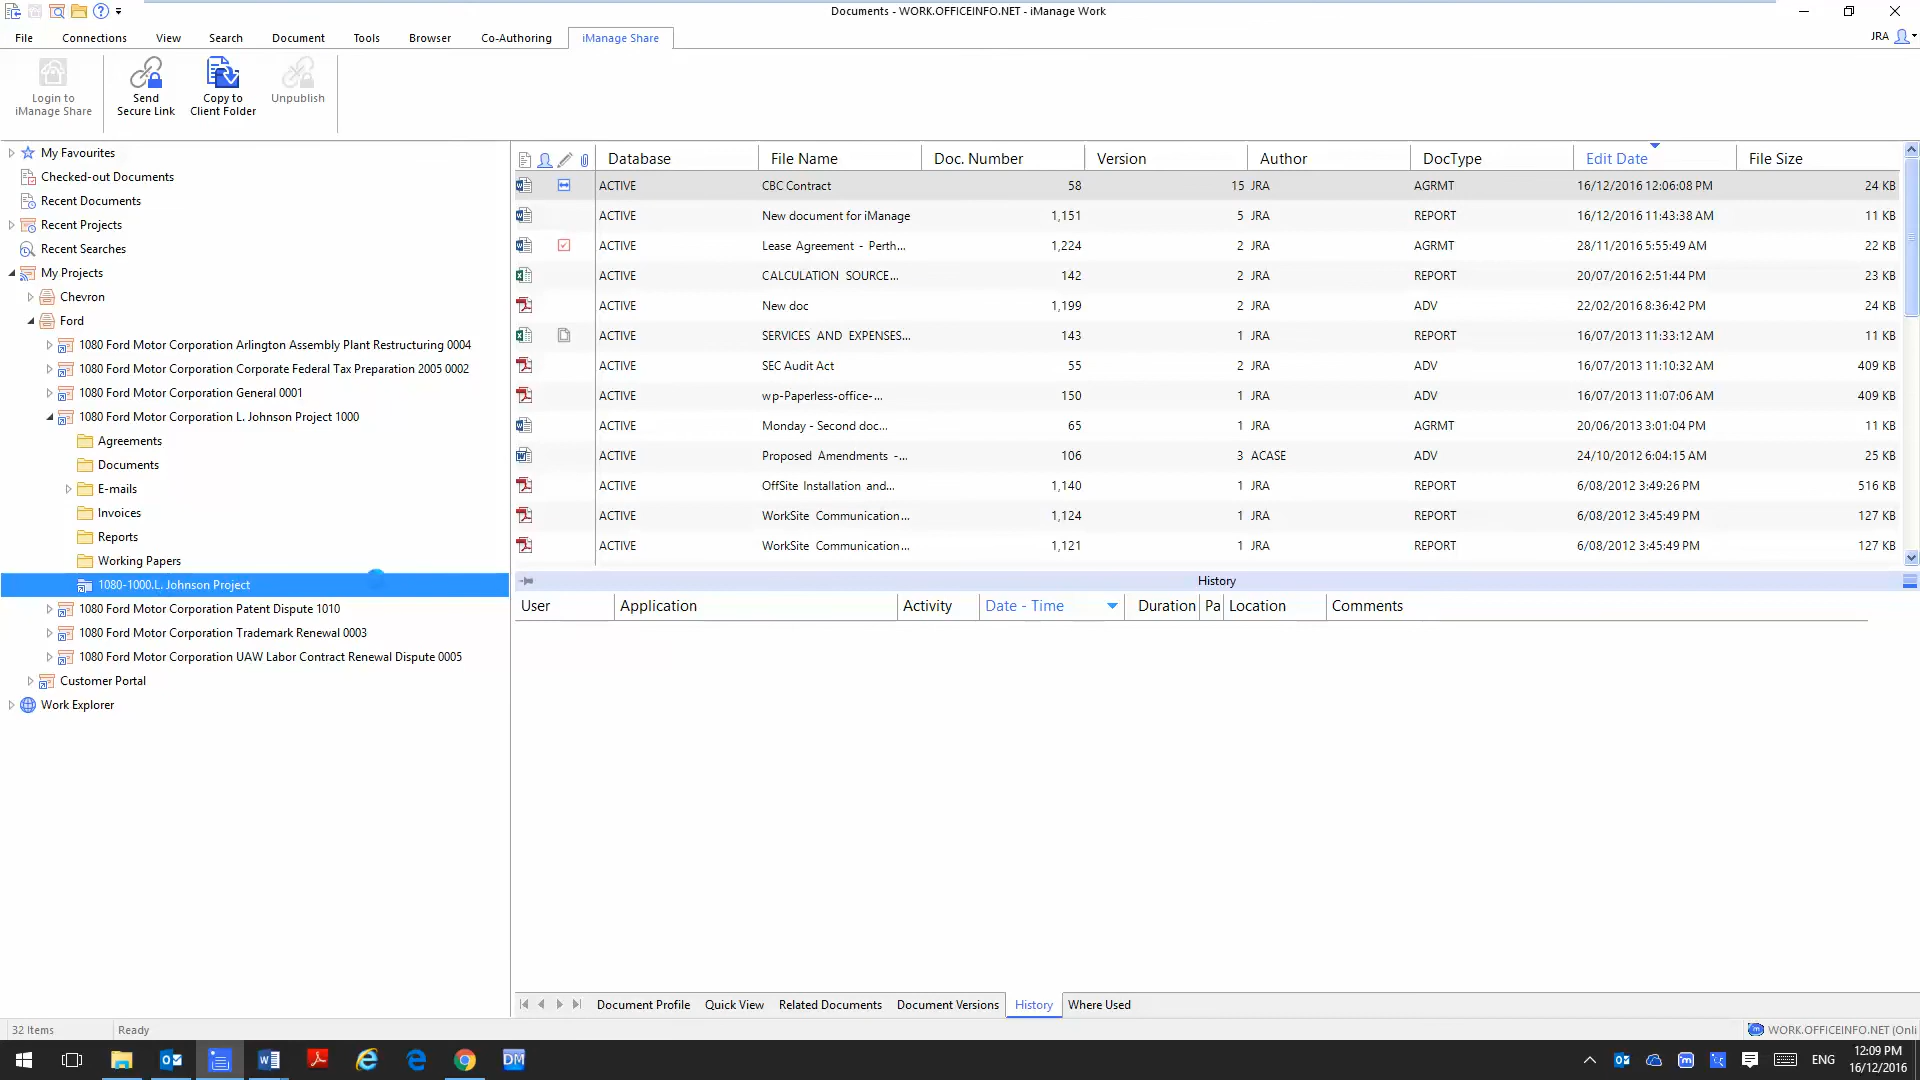 Documents - WORK.OFFICEINFO.NET - iManage Work
File Connections View Search Document Tools Browser Co-Authoring iManage Share
JRA
Login to
iManage Share
Send
Secure Link
Copy to
Client Folder
Unpublish
My Favourites
Checked-out Documents
Recent Documents
Recent Projects
Recent Searches
My Projects
Chevron
Ford
1080 Ford Motor Corporation Arlington Assembly Plant Restructuring 0004
1080 Ford Motor Corporation Corporate Federal Tax Preparation 2005 0002
1080 Ford Motor Corporation General 0001
1080 Ford Motor Corporation L. Johnson Project 1000
Agreements
Documents
E-mails
Invoices
Reports
Working Papers
1080-1000.L. Johnson Project
1080 Ford Motor Corporation Patent Dispute 1010
1080 Ford Motor Corporation Trademark Renewal 0003
1080 Ford Motor Corporation UAW Labor Contract Renewal Dispute 0005
Customer Portal
Work Explorer
Database File Name Doc. Number Version Author DocType Edit Date File Size
ACTIVE CBC Contract 58 15 JRA AGRMT 16/12/2016 12:06:08 PM 24 KB
ACTIVE New document for iManage 1,151 5 JRA REPORT 16/12/2016 11:43:38 AM 11 KB
ACTIVE Lease Agreement - Perth... 1,224 2 JRA AGRMT 28/11/2016 5:55:49 AM 22 KB
ACTIVE CALCULATION SOURCE... 142 2 JRA REPORT 20/07/2016 2:51:44 PM 23 KB
ACTIVE New doc 1,199 2 JRA ADV 22/02/2016 8:36:42 PM 24 KB
ACTIVE SERVICES AND EXPENSES... 143 1 JRA REPORT 16/07/2013 11:33:12 AM 11 KB
ACTIVE SEC Audit Act 55 2 JRA ADV 16/07/2013 11:10:32 AM 409 KB
ACTIVE wp-Paperless-office-... 150 1 JRA ADV 16/07/2013 11:07:06 AM 409 KB
ACTIVE Monday - Second doc... 65 1 JRA AGRMT 20/06/2013 3:01:04 PM 11 KB
ACTIVE Proposed Amendments -... 106 3 ACASE ADV 24/10/2012 6:04:15 AM 25 KB
ACTIVE OffSite Installation and... 1,140 1 JRA REPORT 6/08/2012 3:49:26 PM 516 KB
ACTIVE WorkSite Communication... 1,124 1 JRA REPORT 6/08/2012 3:45:49 PM 127 KB
ACTIVE WorkSite Communication... 1,121 1 JRA REPORT 6/08/2012 3:45:49 PM 127 KB
History
User Application Activity Date - Time Duration Pa Location Comments
Document Profile Quick View Related Documents Document Versions History Where Used
32 Items Ready
WORK.OFFICEINFO.NET (Onli
DM
ENG
12:09 PM
16/12/2016